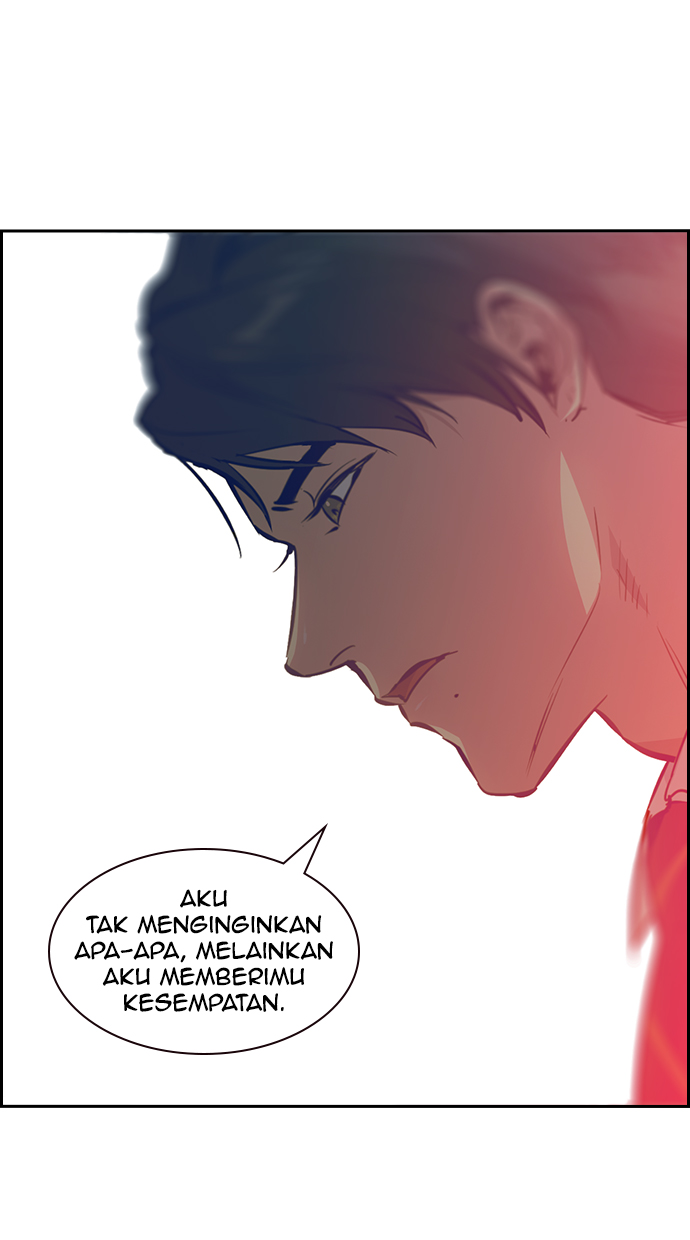 AKU
TAK MENGINGINKAN
APA-APA, MELAINKAN
AKU MEMBERIMU
KESEMPATAN.